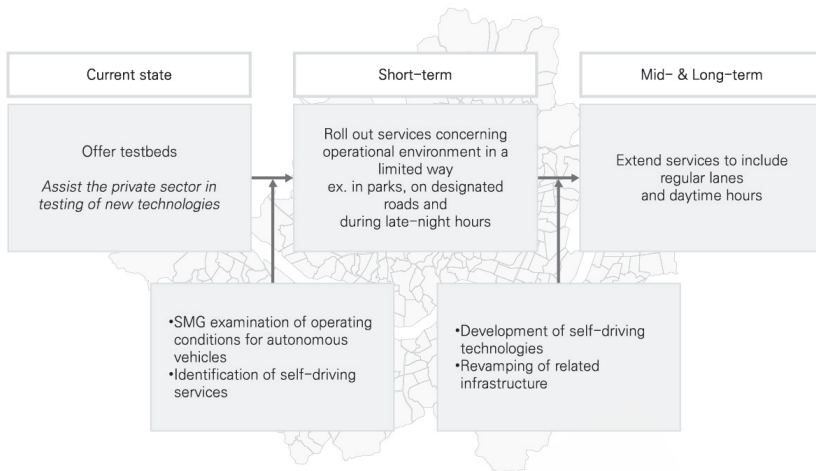 Current state
Short-term
Mid- & Long-term
Offer testbeds
Assist the private sector in
testing of new technologies
Roll out services concerning
operational environment in a
limited way
ex. in parks, on designated
roads and
during late-night hours
Extend services to include
regular lanes
and daytime hours
•SMG examination of operating
conditions for autonomous
vehicles
•Identification of self-driving
services
•Development of self-driving
technologies
•Revamping of related
infrastructure